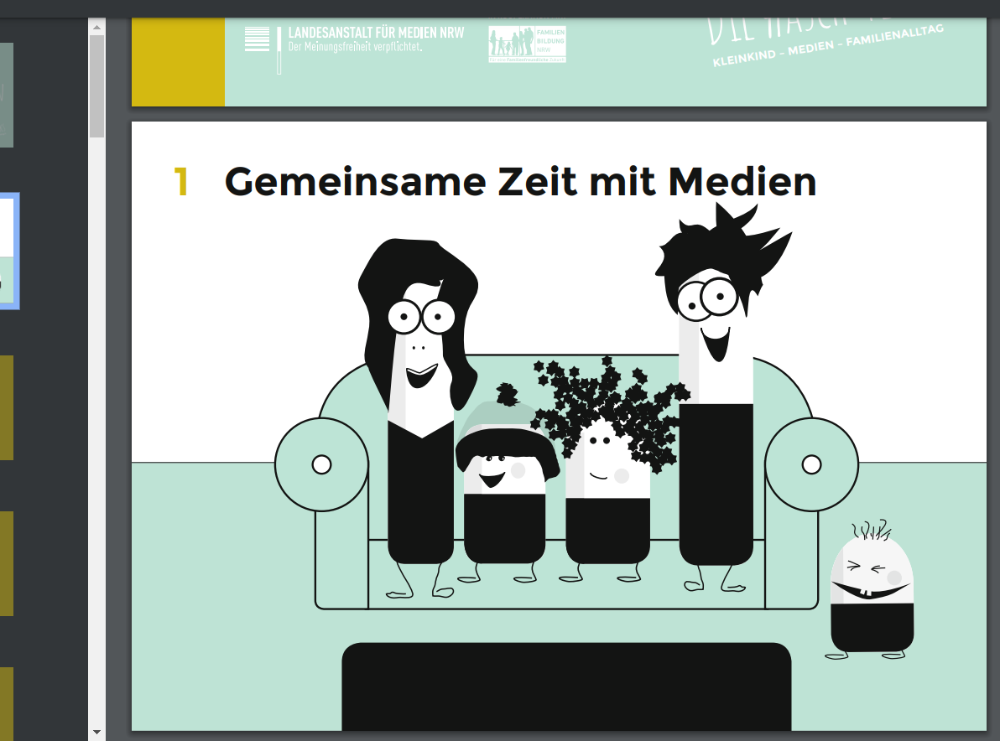 LANDESANSTALT FÜR MEDIEN NRW
Der Meinungsfreiheit verpflichtet.
FAMILIEN
BILDUNG
NRW
KLEINKIND – MEDIEN – FAMILIENALLTAG
1 Gemeinsame Zeit mit Medien